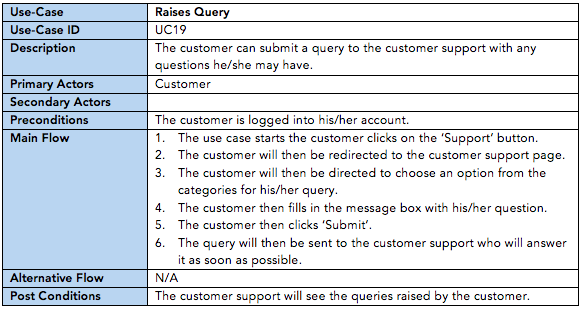 Use-Case Raises Query
Use-Case ID UC19
Description The customer can submit a query to the customer support with any
questions he/she may have.
Primary Actors Customer
Secondary Actors
Preconditions The customer is logged into his/her account.
Main Flow 1. The use case starts the customer clicks on the ‘Support’ button.
2. The customer will then be redirected to the customer support page.
3. The customer will then be directed to choose an option from the
categories for his/her query.
4. The customer then fills in the message box with his/her question.
5. The customer then clicks ‘Submit’.
6. The query will then be sent to the customer support who will answer
it as soon as possible.
Alternative Flow N/A
Post Conditions The customer support will see the queries raised by the customer.